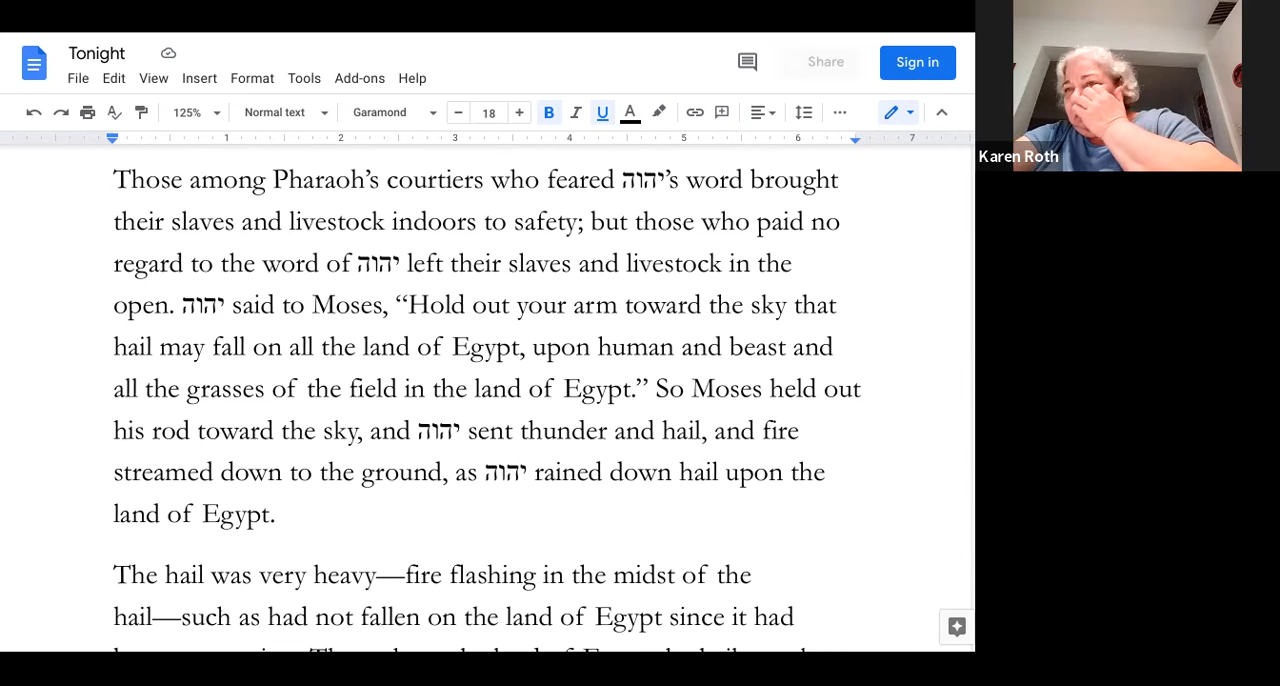 Tonight
File Edit View Insert Format Tools Add-ons Help
Share
Sign in
125% Normal text Garamond 18 B I U A
1 2 3 4 5 6 7
Those among Pharaoh’s courtiers who feared יהוה’s word brought
their slaves and livestock indoors to safety; but those who paid no
regard to the word of יהוה left their slaves and livestock in the
open. יהוה said to Moses, “Hold out your arm toward the sky that
hail may fall on all the land of Egypt, upon human and beast and
all the grasses of the field in the land of Egypt.” So Moses held out
his rod toward the sky, and יהוה sent thunder and hail, and fire
streamed down to the ground, as יהוה rained down hail upon the
land of Egypt.
The hail was very heavy—fire flashing in the midst of the
hail—such as had not fallen on the land of Egypt since it had
Karen Roth